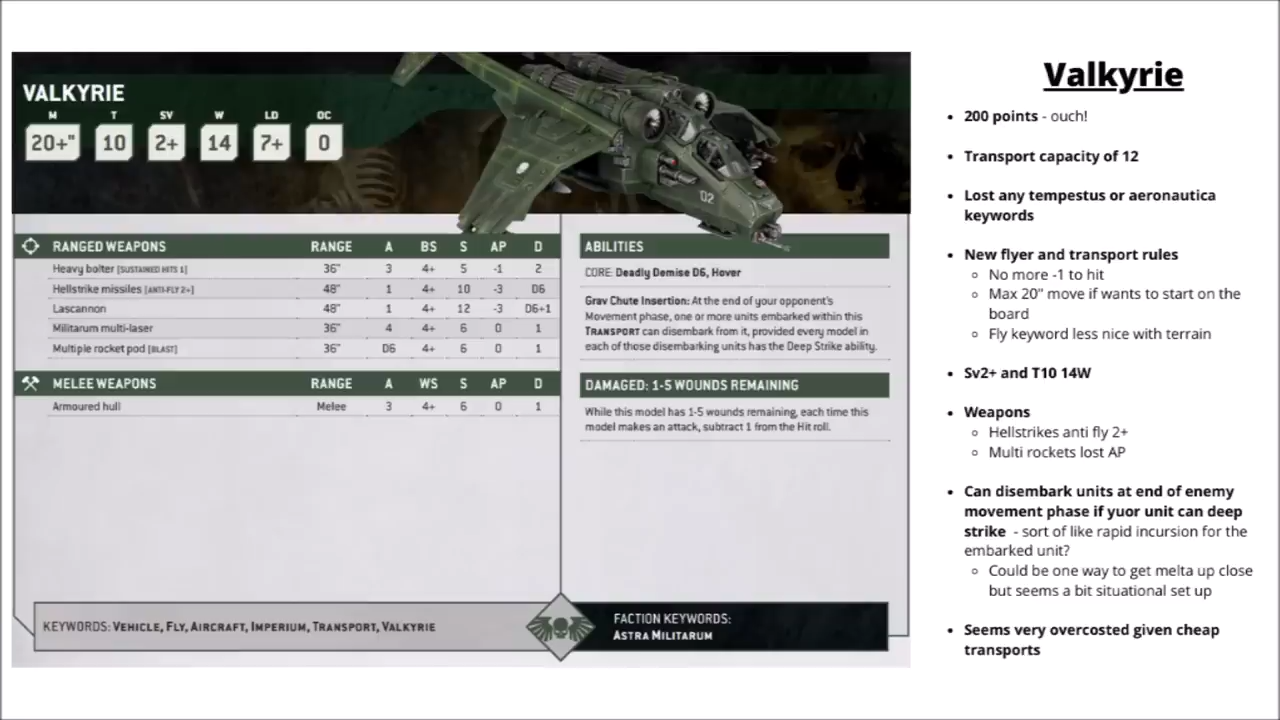 VALKYRIE
M T SV W LD OC
20+" 10 2+ 14 7+ 0
02
RANGED WEAPONS RANGE A BS S AP D
Heavy bolter [SUSTAINED HITS 1] 36" 3 4+ 5 -1 2
Hellstrike missiles [ANTI-FLY 2+] 48" 1 4+ 10 -3 D6
Lascannon 48" 1 4+ 12 -3 D6+1
Militarum multi-laser 36" 4 4+ 6 0 1
Multiple rocket pod [BLAST] 36" D6 4+ 6 0 1
MELEE WEAPONS RANGE A WS S AP D
Armoured hull Melee 3 4+ 6 0 1
ABILITIES
CORE: Deadly Demise D6, Hover
Grav Chute Insertion: At the end of your opponent's
Movement phase, one or more units embarked within this
TRANSPORT can disembark from it, provided every model in
each of those disembarking units has the Deep Strike ability.
DAMAGED: 1-5 WOUNDS REMAINING
While this model has 1-5 wounds remaining, each time this
model makes an attack, subtract 1 from the Hit roll.
KEYWORDS: VEHICLE, FLY, AIRCRAFT, IMPERIUM, TRANSPORT, VALKYRIE
FACTION KEYWORDS:
ASTRA MILITARUM
Valkyrie
• 200 points - ouch!
• Transport capacity of 12
• Lost any tempestus or aeronautica
keywords
• New flyer and transport rules
○ No more -1 to hit
○ Max 20" move if wants to start on the
board
○ Fly keyword less nice with terrain
• Sv2+ and T10 14W
• Weapons
○ Hellstrikes anti fly 2+
○ Multi rockets lost AP
• Can disembark units at end of enemy
movement phase if yuor unit can deep
strike - sort of like rapid incursion for the
embarked unit?
○ Could be one way to get melta up close
but seems a bit situational set up
• Seems very overcosted given cheap
transports